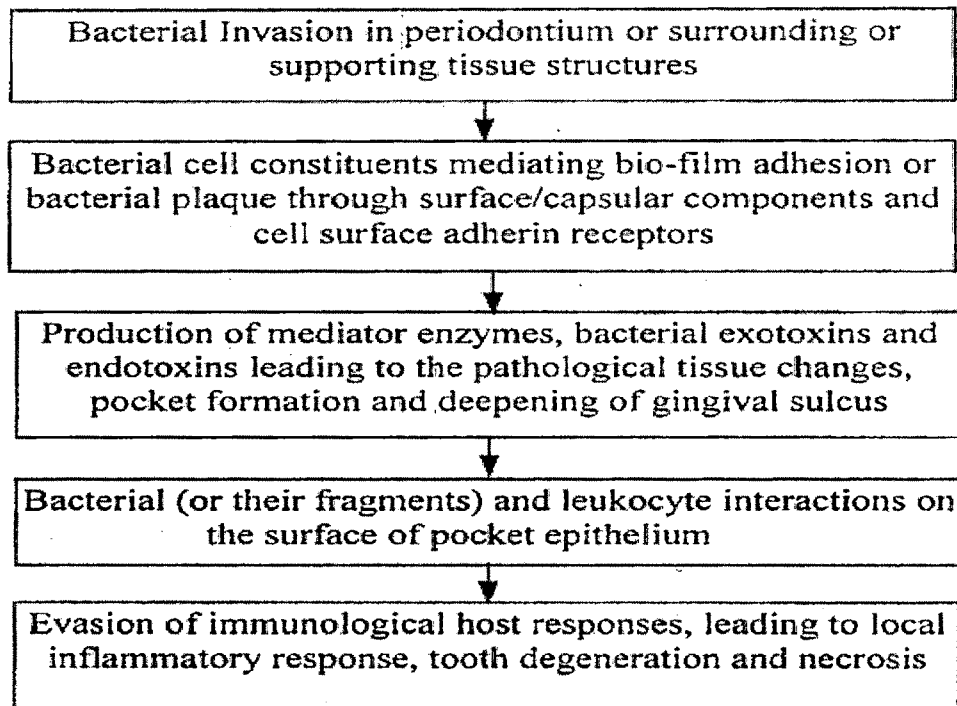 Bacterial Invasion in periodontium or surrounding or
supporting tissue structures
Bacterial cell constituents mediating bio-film adhesion or
bacterial plaque through surface/capsular components and
cell surface adherin receptors
Production of mediator enzymes, bacterial exotoxins and
endotoxins leading to the pathological tissue changes,
pocket formation and deepening of gingival sulcus
Bacterial (or their fragments) and leukocyte interactions on
the surface of pocket epithelium
Evasion of immunological host responses, leading to local
inflammatory response, tooth degeneration and necrosis